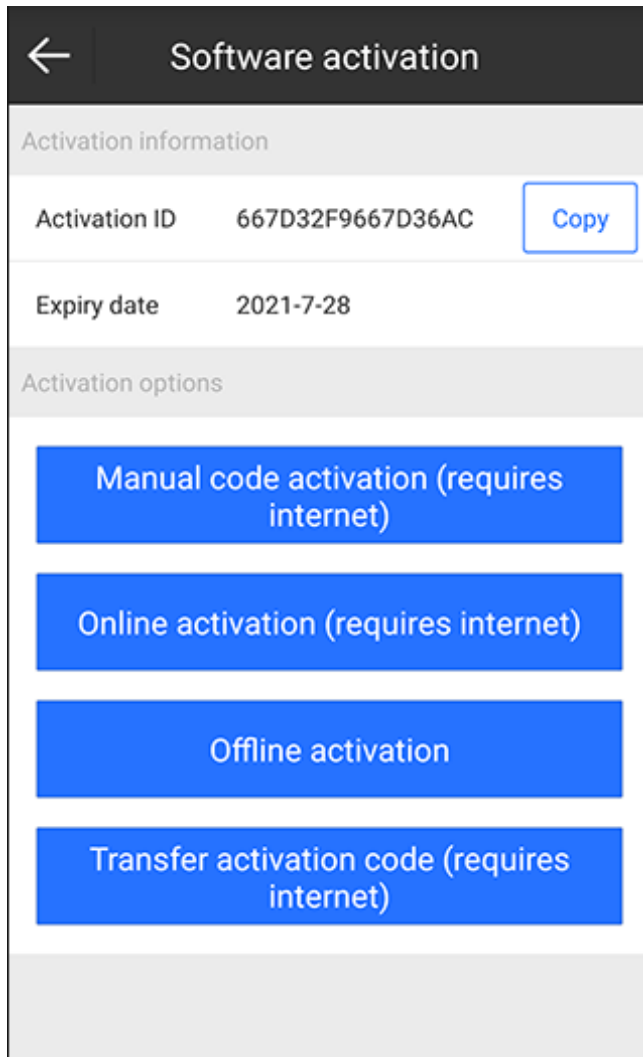 Software activation
Activation information
Activation ID 667D32F9667D36AC Copy
Expiry date 2021-7-28
Activation options
Manual code activation (requires
internet)
Online activation (requires internet)
Offline activation
Transfer activation code (requires
internet)